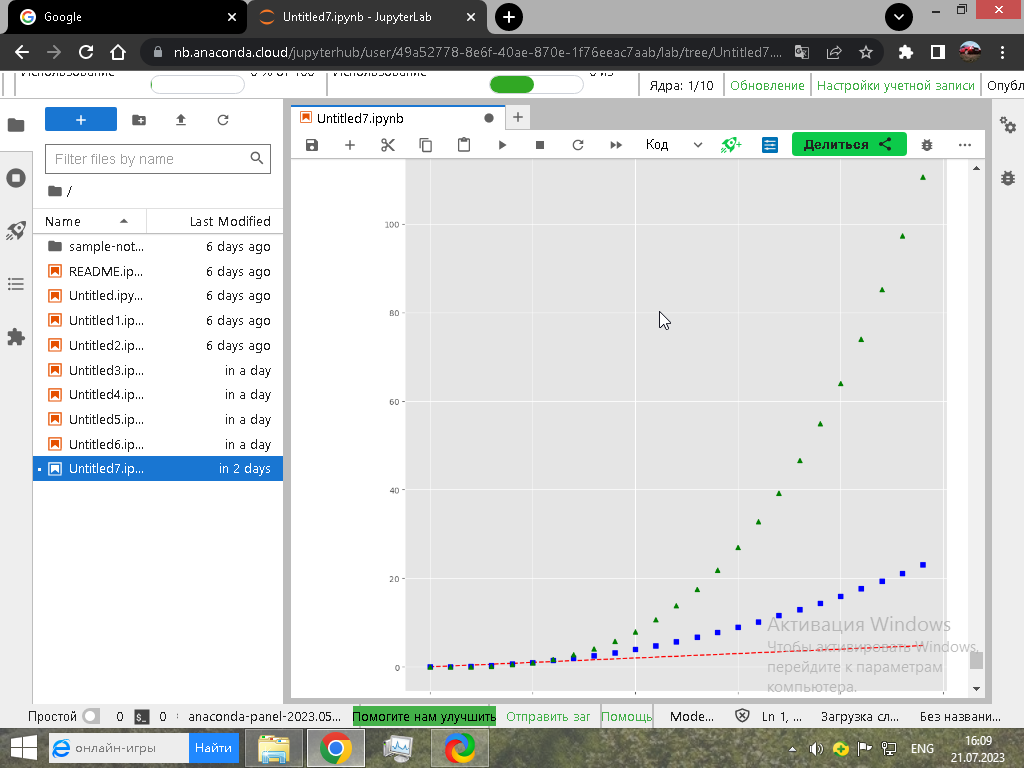 Google
Untitled7.ipynb - JupyterLab
nb.anaconda.cloud/jupyterhub/user/49a52778-8e6f-40ae-870e-1f76eeac7aab/lab/tree/Untitled7....
Использование
0 % от 100
Использование
0 из
Ядра: 1/10
Обновление
Настройки учетной записи
Опубл
Untitled7.ipynb
Код
Делиться
Filter files by name
/
Name
Last Modified
sample-not...
6 days ago
README.ip...
6 days ago
Untitled.ipy...
6 days ago
Untitled1.ip...
6 days ago
Untitled2.ip...
6 days ago
Untitled3.ip...
in a day
Untitled4.ip...
in a day
Untitled5.ip...
in a day
Untitled6.ip...
in a day
Untitled7.ip...
in 2 days
100
80
60
40
20
0
Активация Windows
Чтобы активировать Windows,
перейдите к параметрам
компьютера.
Простой
0
0
anaconda-panel-2023.05...
Помогите нам улучшить
Отправить заг
Помощь
Mode...
Ln 1, ...
Загрузка сл...
Без названи...
онлайн-игры
Найти
ENG
16:09
21.07.2023